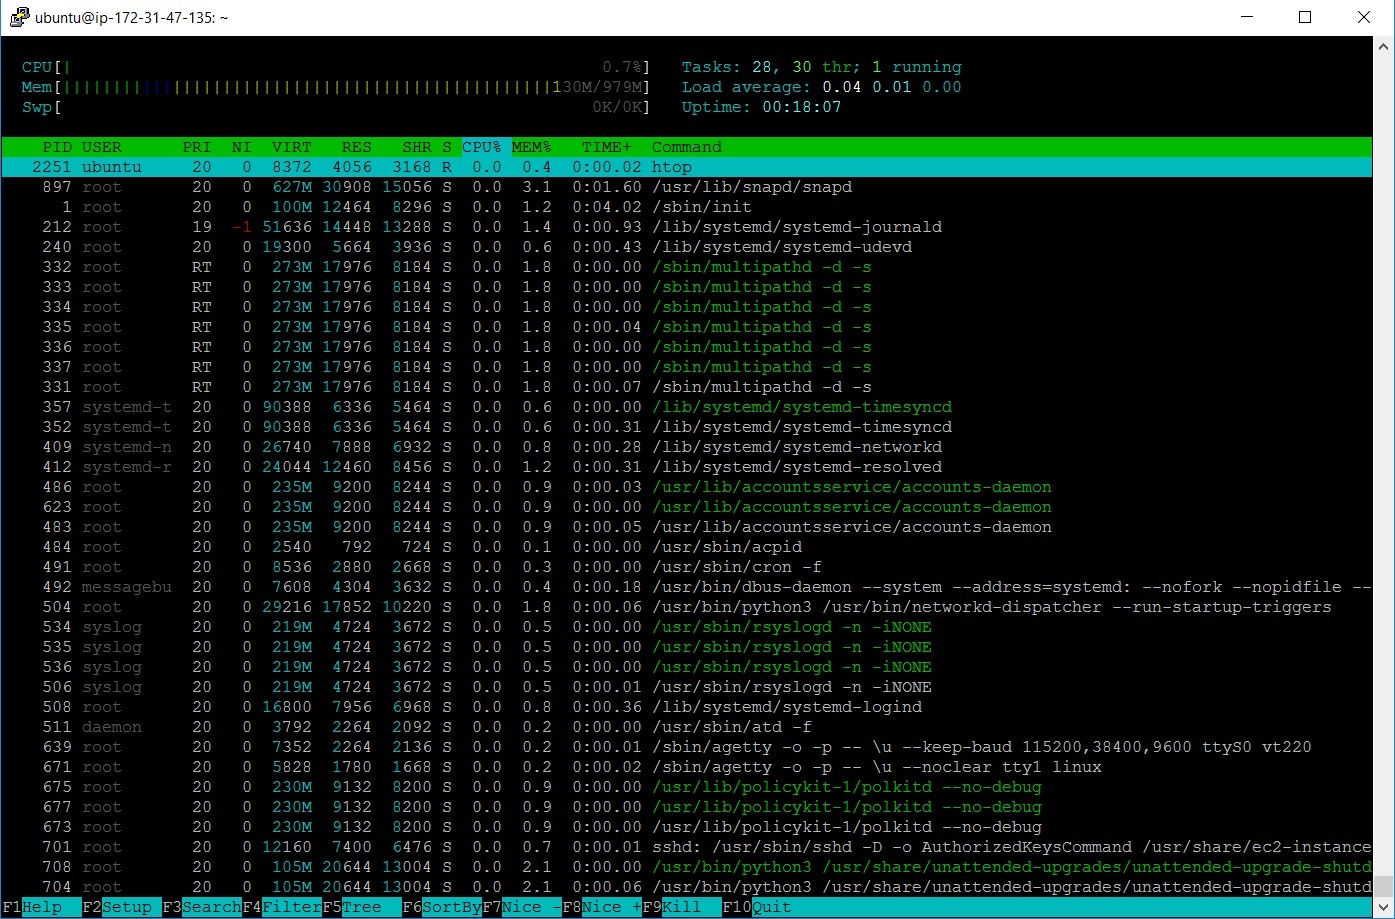 ubuntu@ip-172-31-47-135: ~
CPU[| 0.7%] Tasks: 28, 30 thr; 1 running
Mem[|||||||||||||||||||||||||||||||||||||||||||||||||130M/979M] Load average: 0.04 0.01 0.00
Swp[ 0K/0K] Uptime: 00:18:07
PID USER PRI NI VIRT RES SHR S CPU% MEM% TIME+ Command
2251 ubuntu 20 0 8372 4056 3168 R 0.0 0.4 0:00.02 htop
897 root 20 0 627M 30908 15056 S 0.0 3.1 0:01.60 /usr/lib/snapd/snapd
1 root 20 0 100M 12464 8296 S 0.0 1.2 0:04.02 /sbin/init
212 root 19 -1 51636 14448 13288 S 0.0 1.4 0:00.93 /lib/systemd/systemd-journald
240 root 20 0 19300 5664 3936 S 0.0 0.6 0:00.43 /lib/systemd/systemd-udevd
332 root RT 0 273M 17976 8184 S 0.0 1.8 0:00.00 /sbin/multipathd -d -s
333 root RT 0 273M 17976 8184 S 0.0 1.8 0:00.00 /sbin/multipathd -d -s
334 root RT 0 273M 17976 8184 S 0.0 1.8 0:00.00 /sbin/multipathd -d -s
335 root RT 0 273M 17976 8184 S 0.0 1.8 0:00.04 /sbin/multipathd -d -s
336 root RT 0 273M 17976 8184 S 0.0 1.8 0:00.00 /sbin/multipathd -d -s
337 root RT 0 273M 17976 8184 S 0.0 1.8 0:00.00 /sbin/multipathd -d -s
331 root RT 0 273M 17976 8184 S 0.0 1.8 0:00.07 /sbin/multipathd -d -s
357 systemd-t 20 0 90388 6336 5464 S 0.0 0.6 0:00.00 /lib/systemd/systemd-timesyncd
352 systemd-t 20 0 90388 6336 5464 S 0.0 0.6 0:00.31 /lib/systemd/systemd-timesyncd
409 systemd-n 20 0 26740 7888 6932 S 0.0 0.8 0:00.28 /lib/systemd/systemd-networkd
412 systemd-r 20 0 24044 12460 8456 S 0.0 1.2 0:00.31 /lib/systemd/systemd-resolved
486 root 20 0 235M 9200 8244 S 0.0 0.9 0:00.03 /usr/lib/accountsservice/accounts-daemon
623 root 20 0 235M 9200 8244 S 0.0 0.9 0:00.00 /usr/lib/accountsservice/accounts-daemon
483 root 20 0 235M 9200 8244 S 0.0 0.9 0:00.05 /usr/lib/accountsservice/accounts-daemon
484 root 20 0 2540 792 724 S 0.0 0.1 0:00.00 /usr/sbin/acpid
491 root 20 0 8536 2880 2668 S 0.0 0.3 0:00.00 /usr/sbin/cron -f
492 messagebu 20 0 7608 4304 3632 S 0.0 0.4 0:00.18 /usr/bin/dbus-daemon --system --address=systemd: --nofork --nopidfile --
504 root 20 0 29216 17852 10220 S 0.0 1.8 0:00.06 /usr/bin/python3 /usr/bin/networkd-dispatcher --run-startup-triggers
534 syslog 20 0 219M 4724 3672 S 0.0 0.5 0:00.00 /usr/sbin/rsyslogd -n -iNONE
535 syslog 20 0 219M 4724 3672 S 0.0 0.5 0:00.00 /usr/sbin/rsyslogd -n -iNONE
536 syslog 20 0 219M 4724 3672 S 0.0 0.5 0:00.00 /usr/sbin/rsyslogd -n -iNONE
506 syslog 20 0 219M 4724 3672 S 0.0 0.5 0:00.01 /usr/sbin/rsyslogd -n -iNONE
508 root 20 0 16800 7956 6968 S 0.0 0.8 0:00.36 /lib/systemd/systemd-logind
511 daemon 20 0 3792 2264 2092 S 0.0 0.2 0:00.00 /usr/sbin/atd -f
639 root 20 0 7352 2264 2136 S 0.0 0.2 0:00.01 /sbin/agetty -o -p -- \u --keep-baud 115200,38400,9600 ttyS0 vt220
671 root 20 0 5828 1780 1668 S 0.0 0.2 0:00.02 /sbin/agetty -o -p -- \u --noclear tty1 linux
675 root 20 0 230M 9132 8200 S 0.0 0.9 0:00.00 /usr/lib/policykit-1/polkitd --no-debug
677 root 20 0 230M 9132 8200 S 0.0 0.9 0:00.00 /usr/lib/policykit-1/polkitd --no-debug
673 root 20 0 230M 9132 8200 S 0.0 0.9 0:00.00 /usr/lib/policykit-1/polkitd --no-debug
701 root 20 0 12160 7400 6476 S 0.0 0.7 0:00.01 sshd: /usr/sbin/sshd -D -o AuthorizedKeysCommand /usr/share/ec2-instance
708 root 20 0 105M 20644 13004 S 0.0 2.1 0:00.00 /usr/bin/python3 /usr/share/unattended-upgrades/unattended-upgrade-shutd
704 root 20 0 105M 20644 13004 S 0.0 2.1 0:00.06 /usr/bin/python3 /usr/share/unattended-upgrades/unattended-upgrade-shutd
F1Help F2Setup F3SearchF4FilterF5Tree F6SortByF7Nice -F8Nice +F9Kill F10Quit